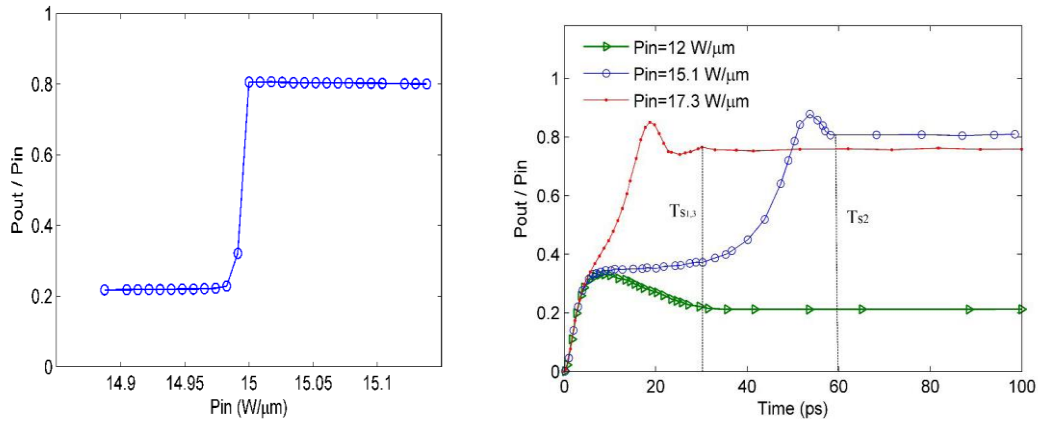 1
0.8
0.6
0.4
0.2
0
Pout / Pin
14.9 14.95 15 15.05 15.1
Pin (W/μm)
Pin=12 W/μm
Pin=15.1 W/μm
Pin=17.3 W/μm
1
0.8
0.6
0.4
0.2
0
Pout / Pin
TS1,3
TS2
0 20 40 60 80 100
Time (ps)